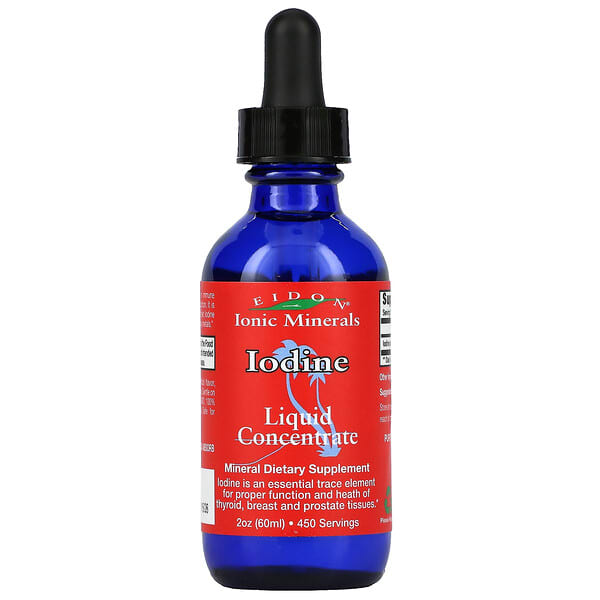 EIDON®
Ionic Minerals
Iodine
Liquid
Concentrate
Mineral Dietary Supplement
Iodine is an essential trace element
for proper function and heath of
thyroid, breast and prostate tissues.*
2oz (60ml) • 450 Servings